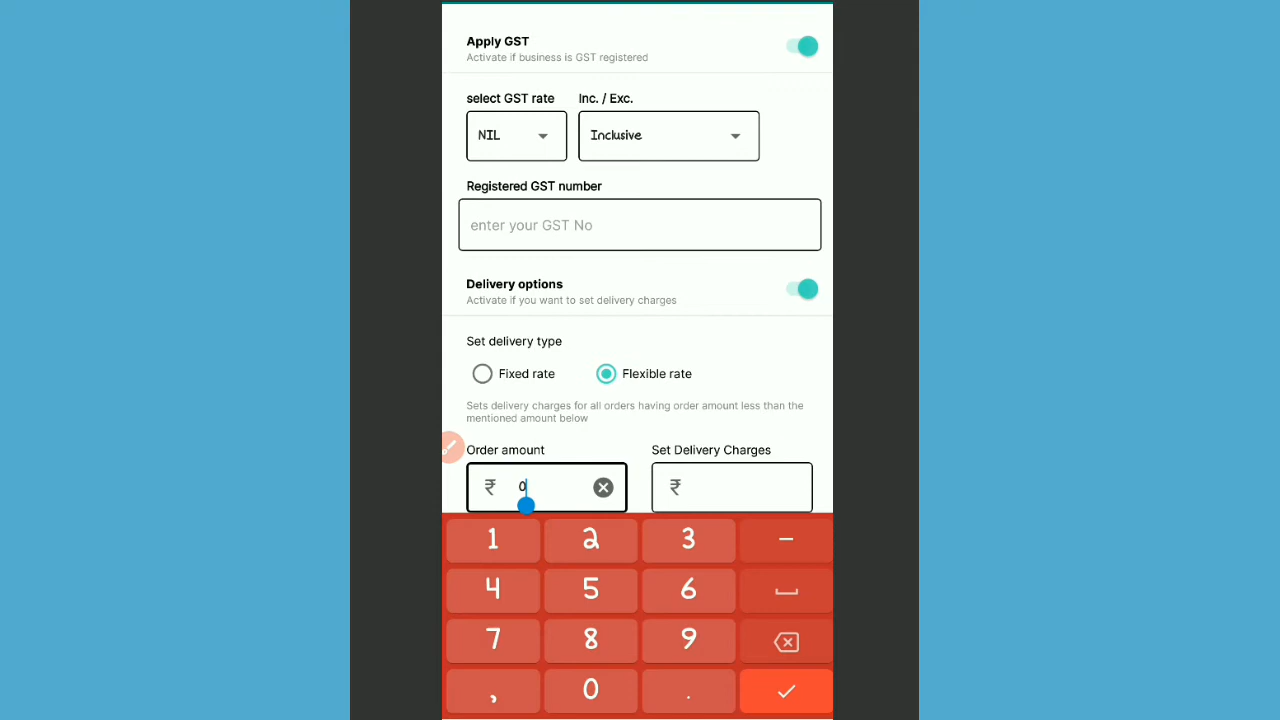 Apply GST
Activate if business is GST registered
select GST rate Inc. / Exc.
NIL Inclusive
Registered GST number
enter your GST No
Delivery options
Activate if you want to set delivery charges
Set delivery type
Fixed rate Flexible rate
Sets delivery charges for all orders having order amount less than the
mentioned amount below
Order amount Set Delivery Charges
₹ 0 ₹
1 2 3 –
4 5 6
7 8 9
, 0 .